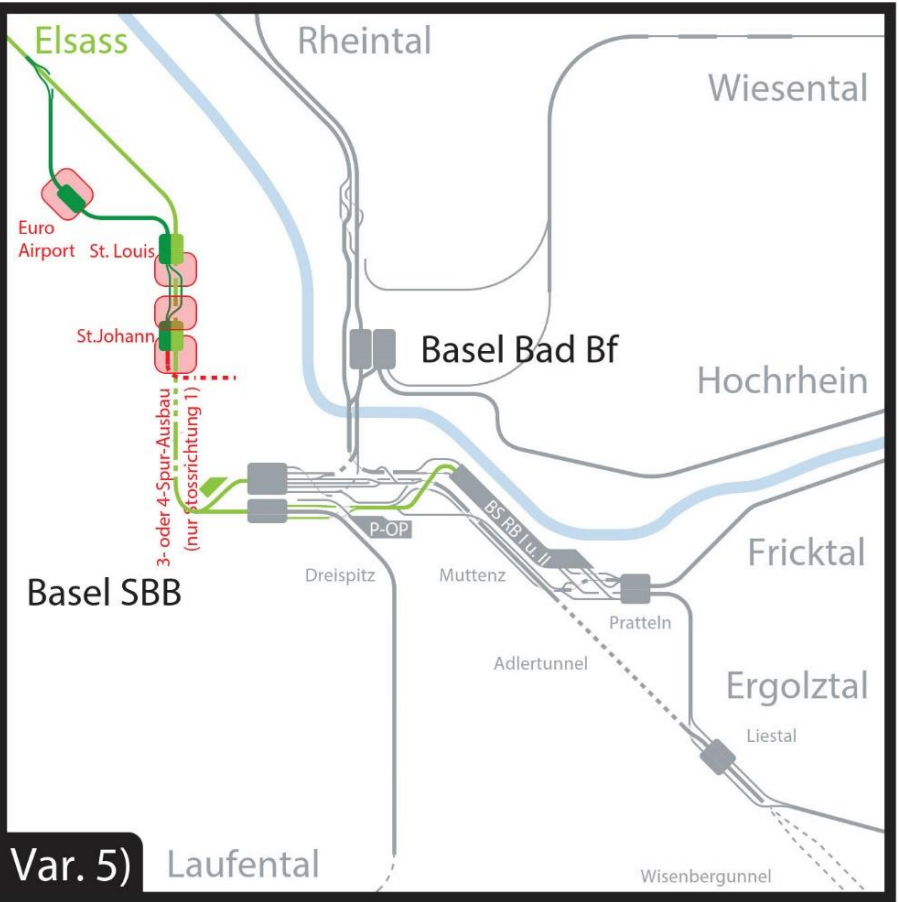 Elsass
Rheintal
Wiesental
Euro
Airport
St. Louis
St.Johann
Basel Bad Bf
Hochrhein
3- oder 4-Spur-Ausbau
(nur Stossrichtung 1)
P-OP
BS RB I u. II
Fricktal
Dreispitz
Muttenz
Basel SBB
Pratteln
Adlertunnel
Ergolztal
Liestal
Var. 5)
Laufental
Wisenbergunnel